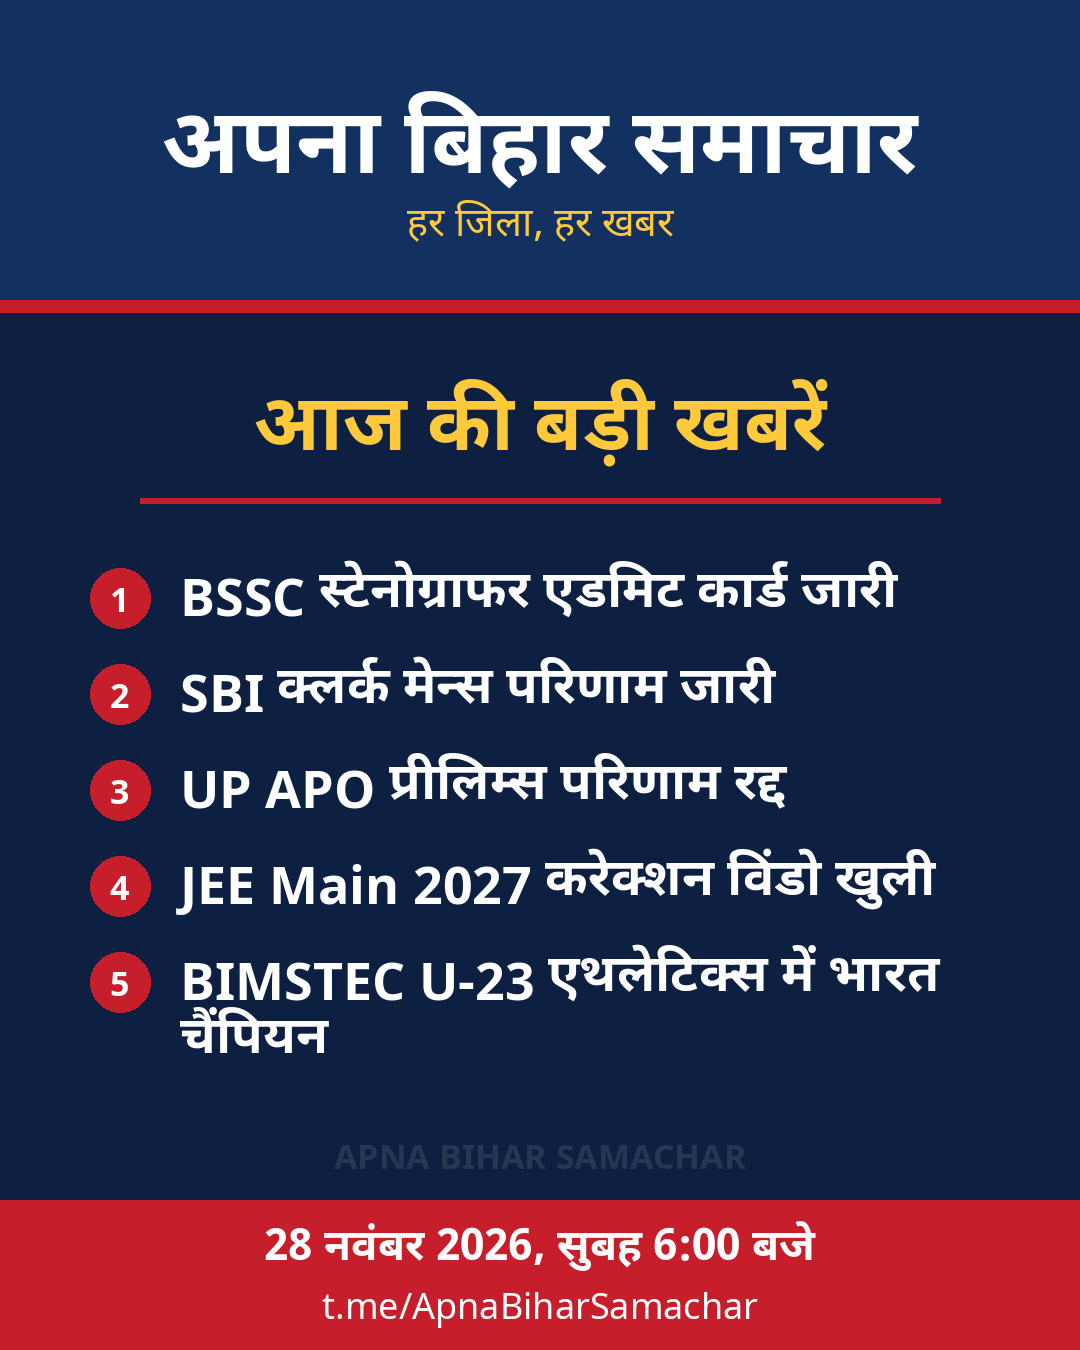 अपना बिहार समाचार
हर जिला, हर खबर
आज की बड़ी खबरें
1 BSSC स्टेनोग्राफर एडमिट कार्ड जारी
2 SBI क्लर्क मेन्स परिणाम जारी
3 UP APO प्रीलिम्स परिणाम रद्द
4 JEE Main 2027 करेक्शन विंडो खुली
5 BIMSTEC U-23 एथलेटिक्स में भारत
चैंपियन
APNA BIHAR SAMACHAR
28 नवंबर 2026, सुबह 6:00 बजे
t.me/ApnaBiharSamachar